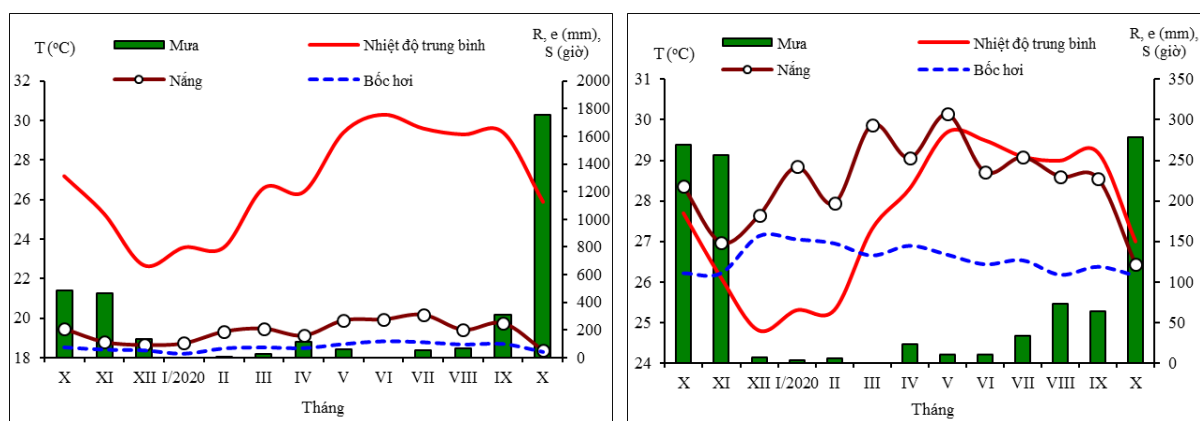 T (°C)
Mưa
Nhiệt độ trung bình
R, e (mm),
S (giờ)
Nắng
Bốc hơi
32
30
28
26
24
22
20
18
2000
1800
1600
1400
1200
1000
800
600
400
200
0
X XI XII I/2020 II III IV V VI VII VIII IX X
Tháng
T (°C)
Mưa
Nhiệt độ trung bình
R, e (mm),
S (giờ)
Nắng
Bốc hơi
31
30
29
28
27
26
25
24
350
300
250
200
150
100
50
0
X XI XII I/2020 II III IV V VI VII VIII IX X
Tháng